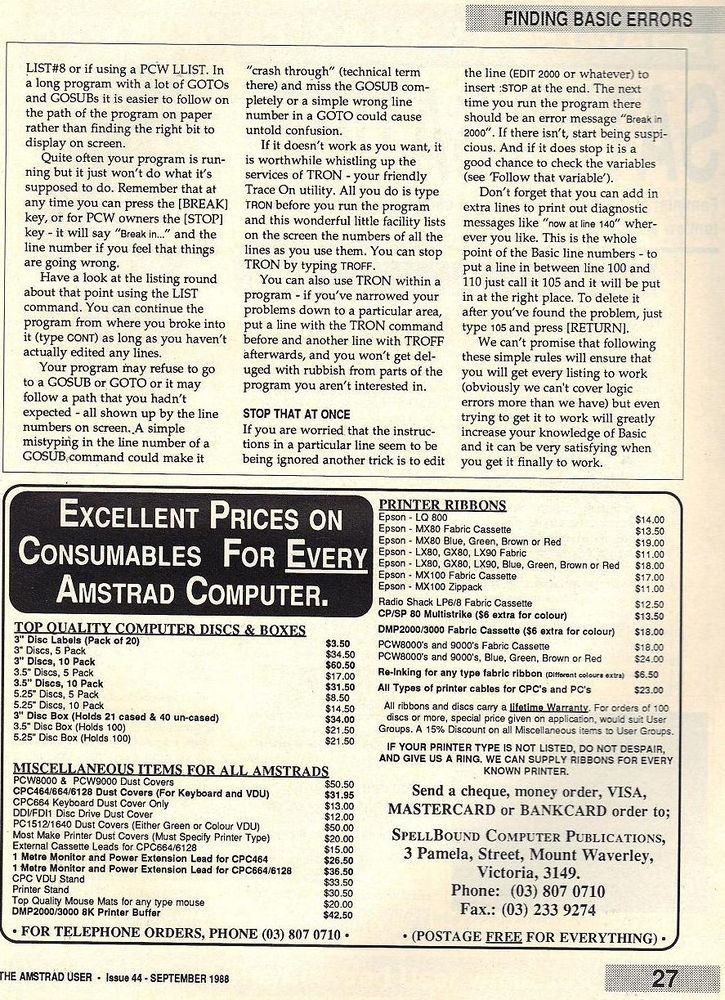 FINDING BASIC ERRORS
LIST#8 or if using a PCW LLIST. In
a long program with a lot of GOTOs
and GOSUBs it is easier to follow on
the path of the program on paper
rather than finding the right bit to
display on screen.
Quite often your program is run-
ning but it just won't do what it's
supposed to do. Remember that at
any time you can press the [BREAK]
key, or for PCW owners the [STOP]
key - it will say "Break in..." and the
line number if you feel that things
are going wrong.
Have a look at the listing round
about that point using the LIST
command. You can continue the
program from where you broke into
it (type CONT) as long as you haven't
actually edited any lines.
Your program may refuse to go
to a GOSUB or GOTO or it may
follow a path that you hadn't
expected - all shown up by the line
numbers on screen. A simple
mistyping in the line number of a
GOSUB command could make it
"crash through" (technical term
there) and miss the GOSUB com-
pletely or a simple wrong line
number in a GOTO could cause
untold confusion.
If it doesn't work as you want, it
is worthwhile whistling up the
services of TRON - your friendly
Trace On utility. All you do is type
TRON before you run the program
and this wonderful little facility lists
on the screen the numbers of all the
lines as you use them. You can stop
TRON by typing TROFF.
You can also use TRON within a
program - if you've narrowed your
problems down to a particular area,
put a line with the TRON command
before and another line with TROFF
afterwards, and you won't get del-
uged with rubbish from parts of the
program you aren't interested in.
STOP THAT AT ONCE
If you are worried that the instruc-
tions in a particular line seem to be
being ignored another trick is to edit
the line (EDIT 2000 or whatever) to
insert :STOP at the end. The next
time you run the program there
should be an error message "Break in
2000". If there isn't, start being suspi-
cious. And if it does stop it is a
good chance to check the variables
(see 'Follow that variable').
Don't forget that you can add in
extra lines to print out diagnostic
messages like "now at line 140" wher-
ever you like. This is the whole
point of the Basic line numbers - to
put a line in between line 100 and
110 just call it 105 and it will be put
in at the right place. To delete it
after you've found the problem, just
type 105 and press [RETURN].
We can't promise that following
these simple rules will ensure that
you will get every listing to work
(obviously we can't cover logic
errors more than we have) but even
trying to get it to work will greatly
increase your knowledge of Basic
and it can be very satisfying when
you get it finally to work.
EXCELLENT PRICES ON
CONSUMABLES FOR EVERY
AMSTRAD COMPUTER.
TOP QUALITY COMPUTER DISCS & BOXES
3" Disc Labels (Pack of 20) $3.50
3" Discs, 5 Pack $34.50
3" Discs, 10 Pack $60.50
3.5" Discs, 5 Pack $17.00
3.5" Discs, 10 Pack $31.50
5.25" Discs, 5 Pack $8.50
5.25" Discs, 10 Pack $14.50
3" Disc Box (Holds 21 cased & 40 un-cased) $34.00
3.5" Disc Box (Holds 100) $21.50
5.25" Disc Box (Holds 100) $21.50
MISCELLANEOUS ITEMS FOR ALL AMSTRADS
PCW8000 & PCW9000 Dust Covers $50.50
CPC464/664/6128 Dust Covers (For Keyboard and VDU) $31.95
CPC664 Keyboard Dust Cover Only $13.00
DDI/FDI1 Disc Drive Dust Cover $12.00
PC1512/1640 Dust Covers (Either Green or Colour VDU) $50.00
Most Make Printer Dust Covers (Must Specify Printer Type) $20.00
External Cassette Leads for CPC664/6128 $15.00
1 Metre Monitor and Power Extension Lead for CPC464 $26.50
1 Metre Monitor and Power Extension Lead for CPC664/6128 $36.50
CPC VDU Stand $33.50
Printer Stand $30.50
Top Quality Mouse Mats for any type mouse $20.00
DMP2000/3000 8K Printer Buffer $42.50
• FOR TELEPHONE ORDERS, PHONE (03) 807 0710 •
PRINTER RIBBONS
Epson - LQ 800 $14.00
Epson - MX80 Fabric Cassette $13.50
Epson - MX80 Blue, Green, Brown or Red $19.00
Epson - LX80, GX80, LX90 Fabric $11.00
Epson - LX80, GX80, LX90, Blue, Green, Brown or Red $18.00
Epson - MX100 Fabric Cassette $17.00
Epson - MX100 Zippack $11.00
Radio Shack LP6/8 Fabric Cassette $12.50
CP/SP 80 Multistrike ($6 extra for colour) $13.50
DMP2000/3000 Fabric Cassette ($6 extra for colour) $18.00
PCW8000's and 9000's Fabric Cassette $18.00
PCW8000's and 9000's, Blue, Green, Brown or Red $24.00
Re-Inking for any type fabric ribbon (Different colours extra) $6.50
All Types of printer cables for CPC's and PC's $23.00
All ribbons and discs carry a lifetime Warranty. For orders of 100
discs or more, special price given on application, would suit User
Groups. A 15% Discount on all Miscellaneous items to User Groups.
IF YOUR PRINTER TYPE IS NOT LISTED, DO NOT DESPAIR,
AND GIVE US A RING. WE CAN SUPPLY RIBBONS FOR EVERY
KNOWN PRINTER.
Send a cheque, money order, VISA,
MASTERCARD or BANKCARD order to;
SPELLBOUND COMPUTER PUBLICATIONS,
3 Pamela, Street, Mount Waverley,
Victoria, 3149.
Phone: (03) 807 0710
Fax.: (03) 233 9274
• (POSTAGE FREE FOR EVERYTHING) •
THE AMSTRAD USER • Issue 44 - SEPTEMBER 1988
27